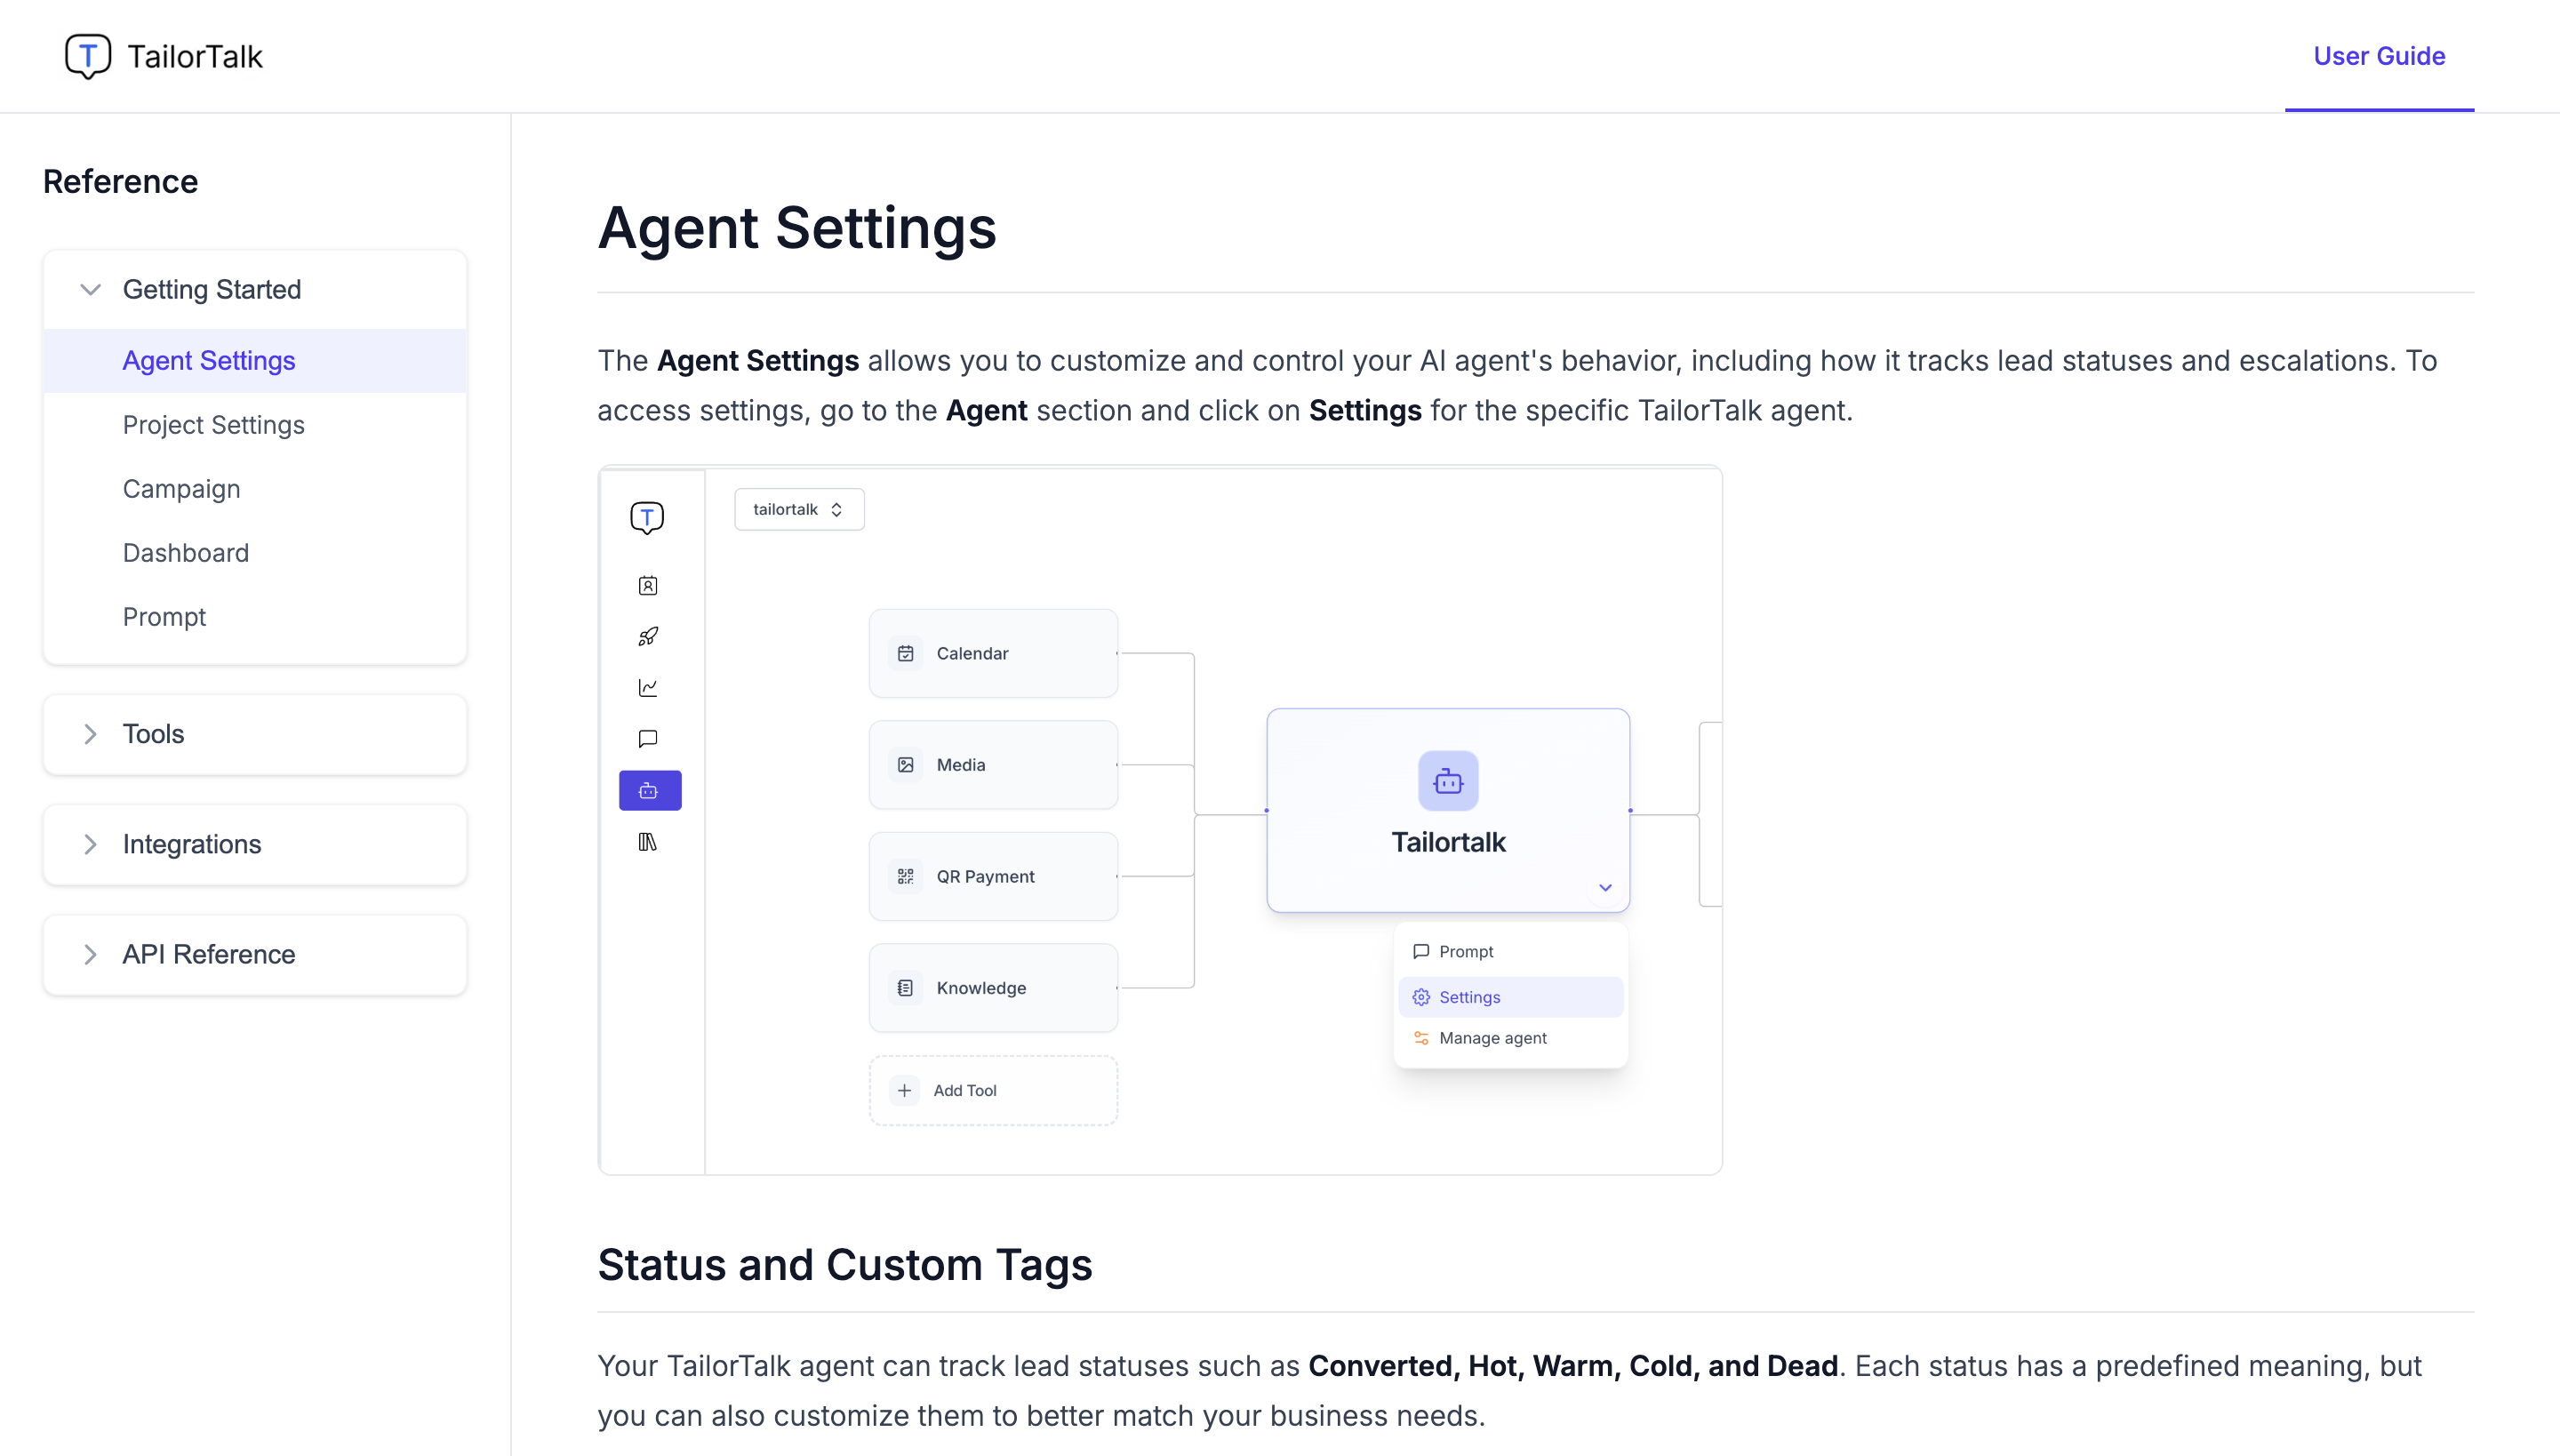 TailorTalk
User Guide
Reference
Getting Started
Agent Settings
Project Settings
Campaign
Dashboard
Prompt
Tools
Integrations
API Reference
Agent Settings
The Agent Settings allows you to customize and control your AI agent's behavior, including how it tracks lead statuses and escalations. To
access settings, go to the Agent section and click on Settings for the specific TailorTalk agent.
T
tailortalk
Calendar
Media
QR Payment
Knowledge
Add Tool
Tailortalk
Prompt
Settings
Manage agent
Status and Custom Tags
Your TailorTalk agent can track lead statuses such as Converted, Hot, Warm, Cold, and Dead. Each status has a predefined meaning, but
you can also customize them to better match your business needs.